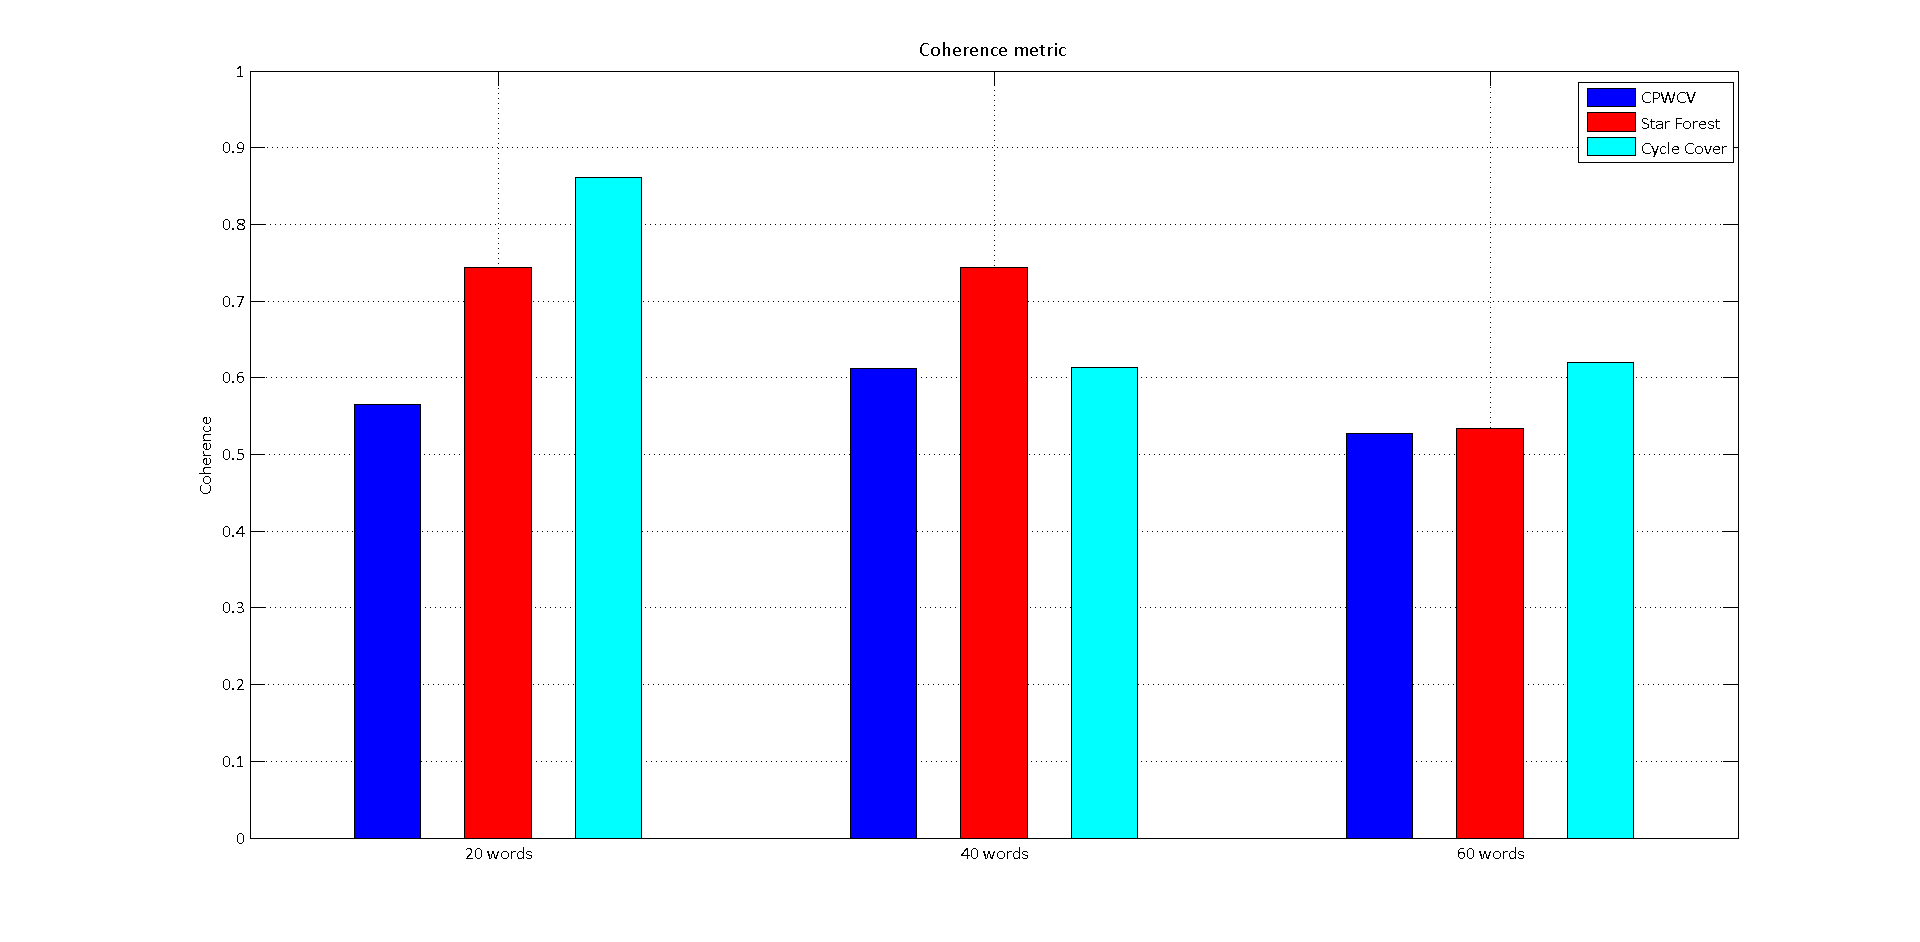 Coherence metric
1
0.9
0.8
0.7
0.6
0.5
0.4
0.3
0.2
0.1
0
Coherence
20 words
40 words
60 words
CPWCV
Star Forest
Cycle Cover